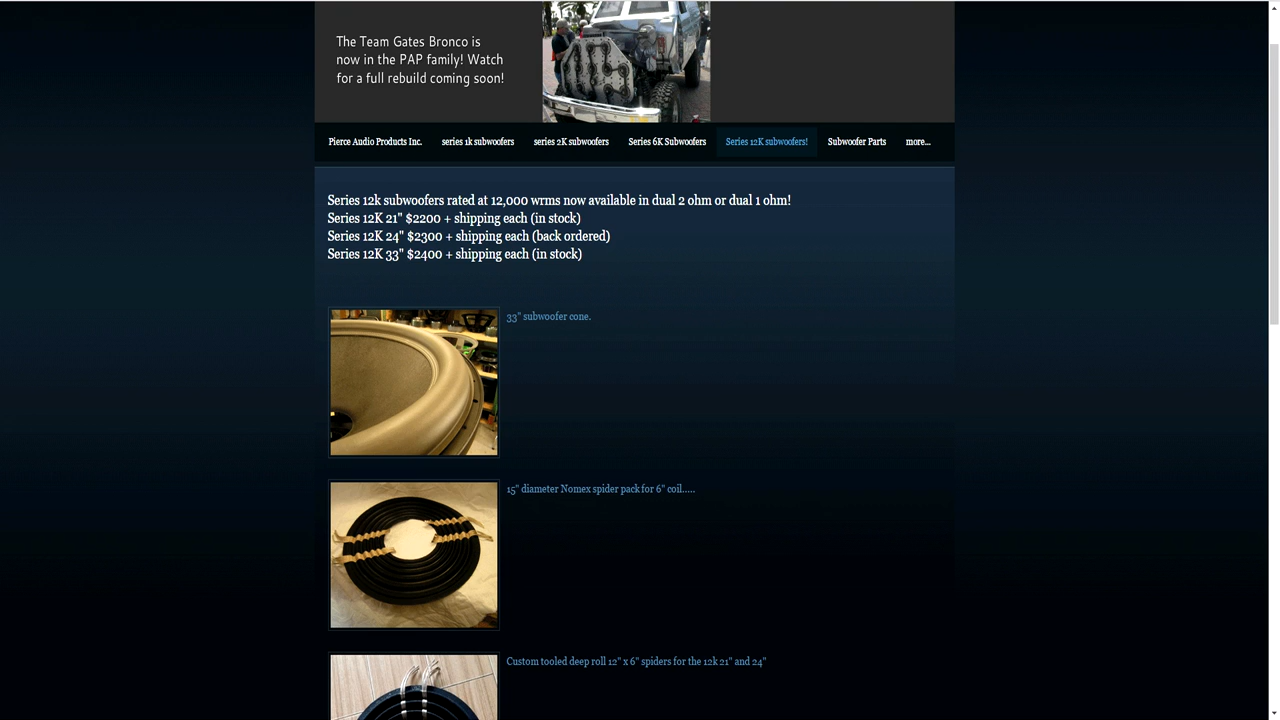 The Team Gates Bronco is
now in the PAP family! Watch
for a full rebuild coming soon!
Pierce Audio Products Inc. series 1k subwoofers series 2K subwoofers Series 6K Subwoofers Series 12K subwoofers! Subwoofer Parts more...
Series 12k subwoofers rated at 12,000 wrms now available in dual 2 ohm or dual 1 ohm!
Series 12K 21" $2200 + shipping each (in stock)
Series 12K 24" $2300 + shipping each (back ordered)
Series 12K 33" $2400 + shipping each (in stock)
33" subwoofer cone.
15" diameter Nomex spider pack for 6" coil.....
Custom tooled deep roll 12" x 6" spiders for the 12k 21" and 24"